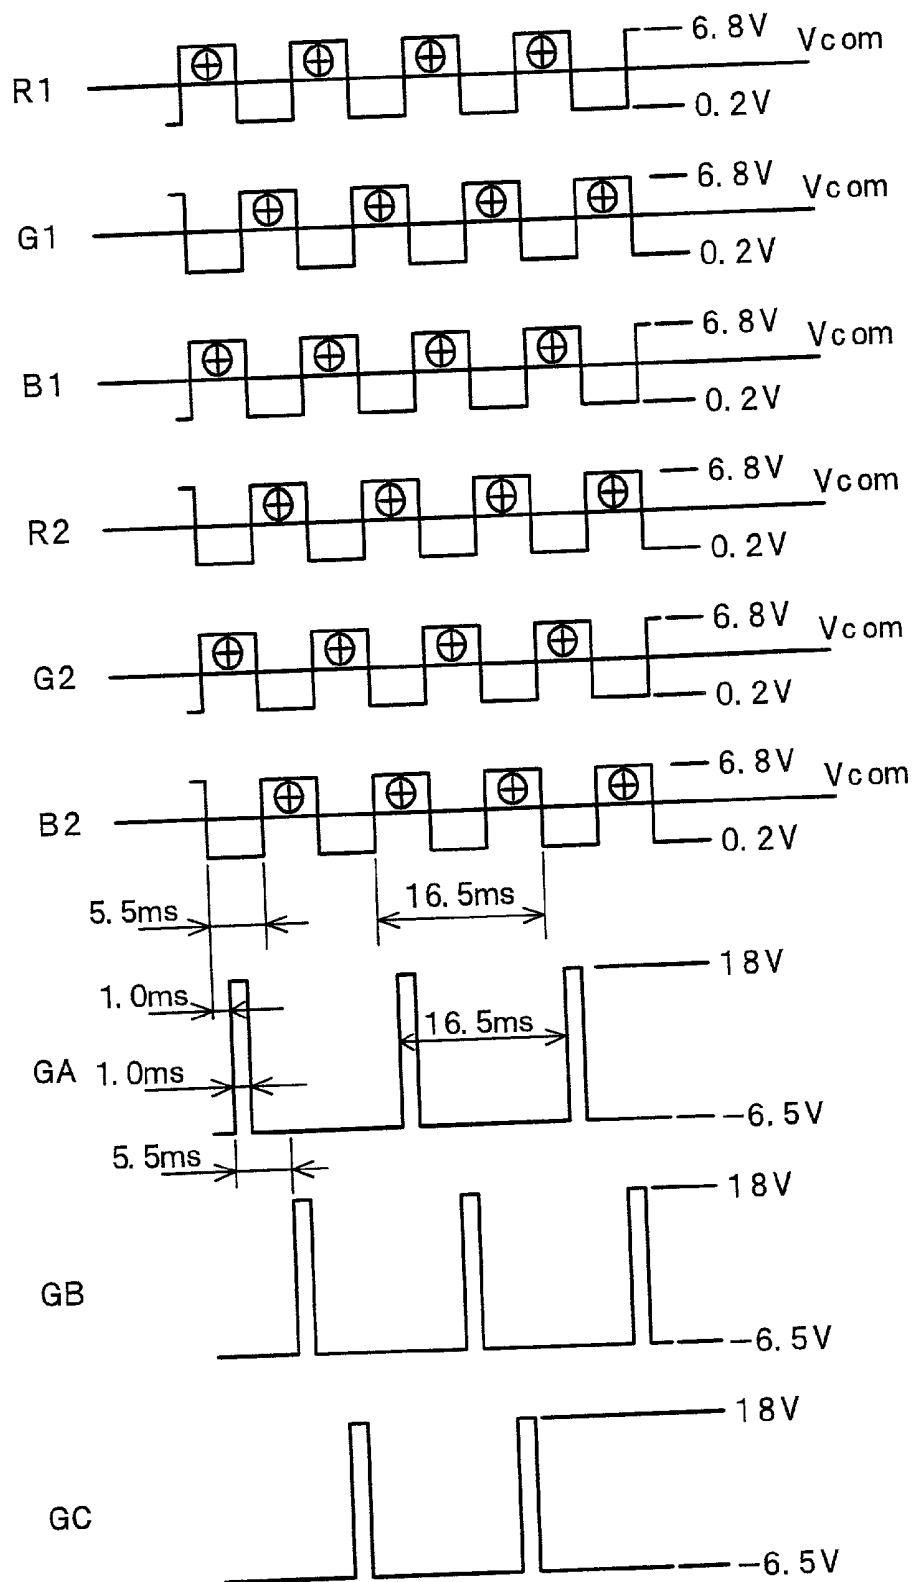 6.8V Vcom
R1
0.2V
6.8V Vcom
G1
0.2V
6.8V Vcom
B1
0.2V
6.8V Vcom
R2
0.2V
6.8V Vcom
G2
0.2V
6.8V Vcom
B2
0.2V
5.5ms 16.5ms
18V
1.0ms
16.5ms
GA 1.0ms
-6.5V
5.5ms
18V
GB
-6.5V
18V
GC
-6.5V